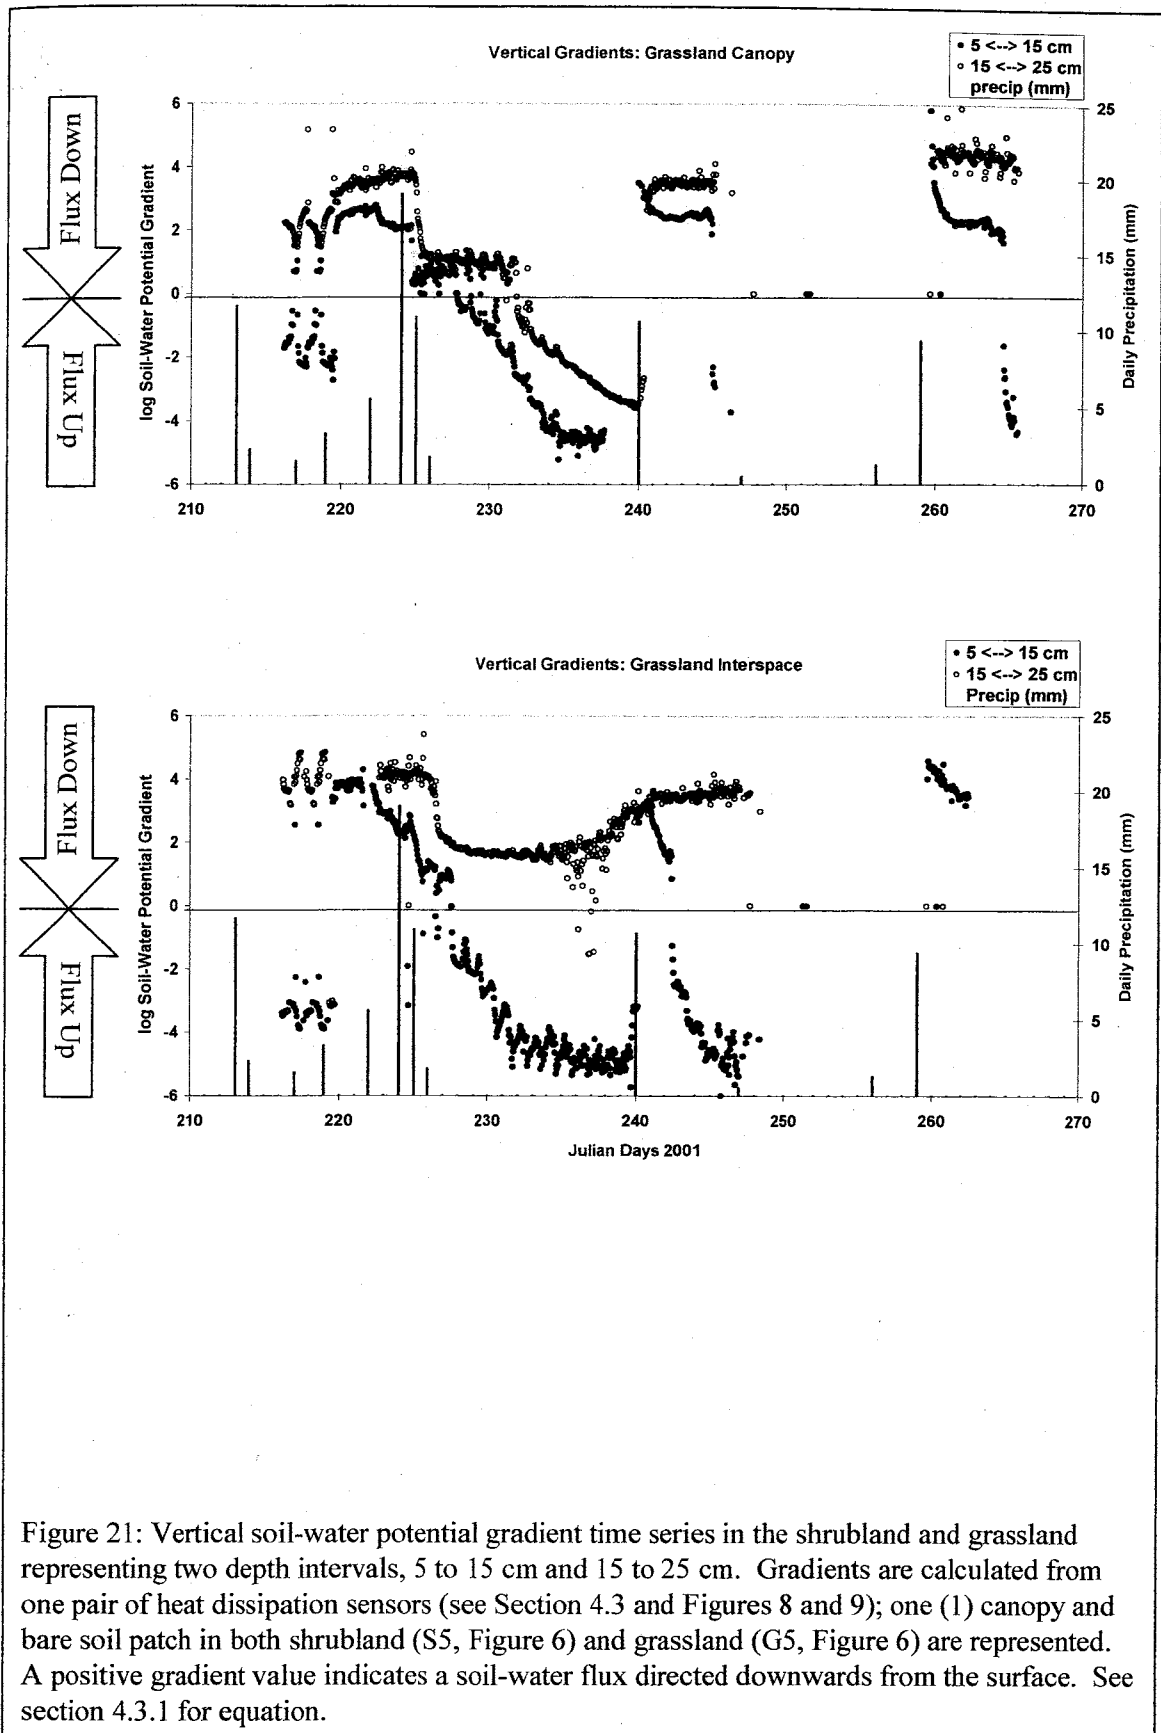 Vertical Gradients: Grassland Canopy
• 5 <--> 15 cm
○ 15 <--> 25 cm
precip (mm)
Flux Down
Flux Up
log Soil-Water Potential Gradient
6
4
2
0
-2
-4
-6
25
20
15
10
5
0
Daily Precipitation (mm)
210 220 230 240 250 260 270
Vertical Gradients: Grassland Interspace
• 5 <--> 15 cm
○ 15 <--> 25 cm
Precip (mm)
Flux Down
Flux Up
log Soil-Water Potential Gradient
6
4
2
0
-2
-4
-6
25
20
15
10
5
0
Daily Precipitation (mm)
210 220 230 240 250 260 270
Julian Days 2001
Figure 21: Vertical soil-water potential gradient time series in the shrubland and grassland
representing two depth intervals, 5 to 15 cm and 15 to 25 cm. Gradients are calculated from
one pair of heat dissipation sensors (see Section 4.3 and Figures 8 and 9); one (1) canopy and
bare soil patch in both shrubland (S5, Figure 6) and grassland (G5, Figure 6) are represented.
A positive gradient value indicates a soil-water flux directed downwards from the surface. See
section 4.3.1 for equation.